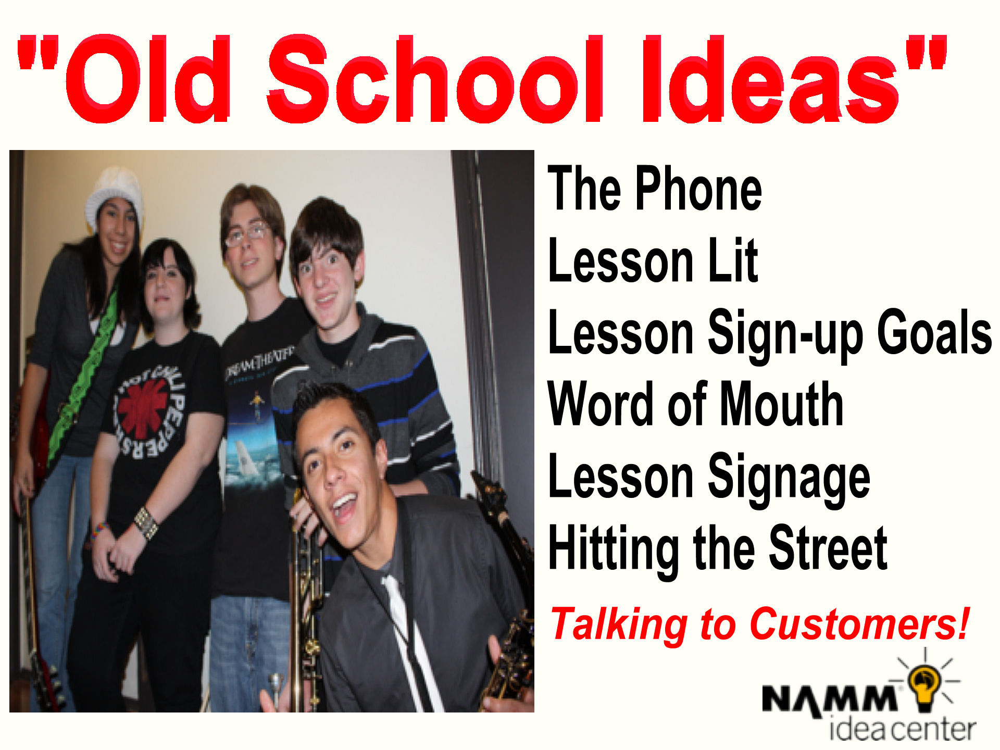 "Old School Ideas"
The Phone
Lesson Lit
Lesson Sign-up Goals
Word of Mouth
Lesson Signage
Hitting the Street
Talking to Customers!
NAMM®
idea center
DREAM THEATER
RED HOT CHILI PEPPERS